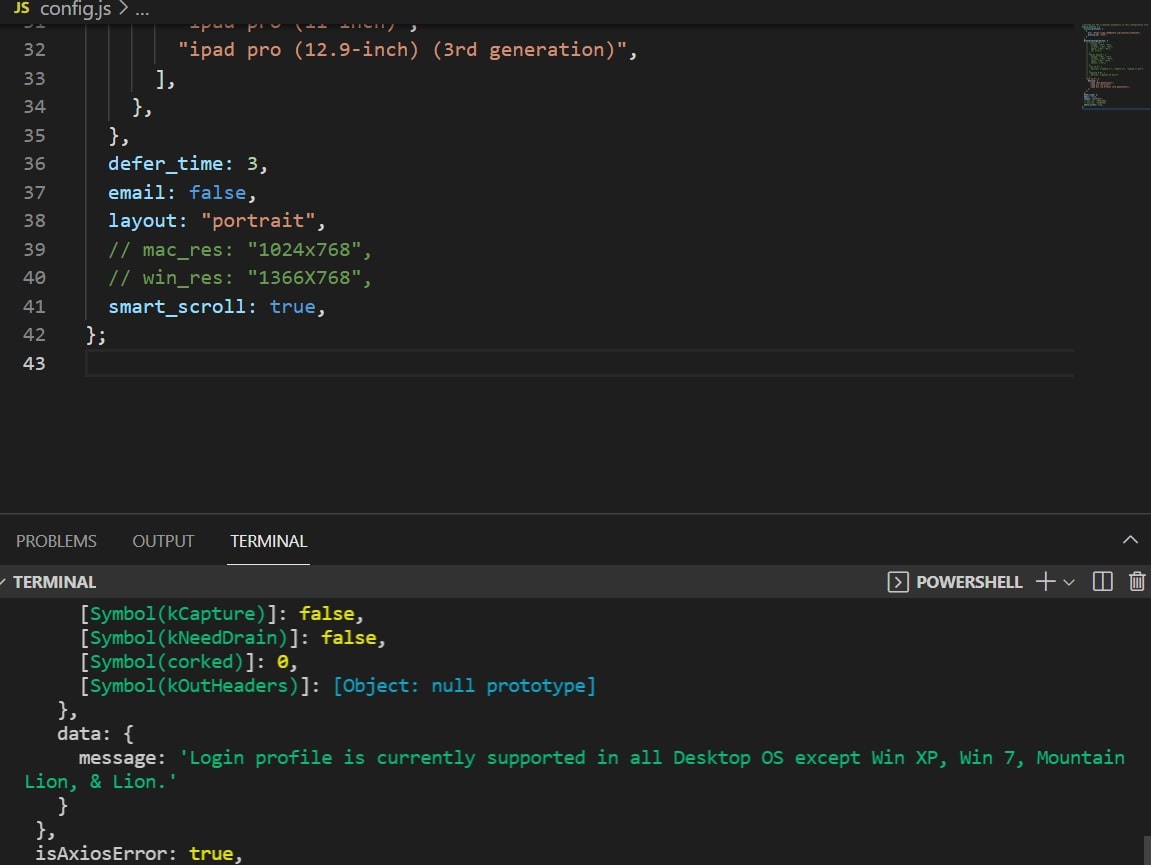 JS config.js > ...
31 "ipad pro (11-inch)",
32 "ipad pro (12.9-inch) (3rd generation)",
33 ],
34 },
35 },
36 defer_time: 3,
37 email: false,
38 layout: "portrait",
39 // mac_res: "1024x768",
40 // win_res: "1366X768",
41 smart_scroll: true,
42 };
43
PROBLEMS OUTPUT TERMINAL
TERMINAL POWERSHELL
[Symbol(kCapture)]: false,
[Symbol(kNeedDrain)]: false,
[Symbol(corked)]: 0,
[Symbol(kOutHeaders)]: [Object: null prototype]
},
data: {
message: 'Login profile is currently supported in all Desktop OS except Win XP, Win 7, Mountain
Lion, & Lion.'
}
},
isAxiosError: true,